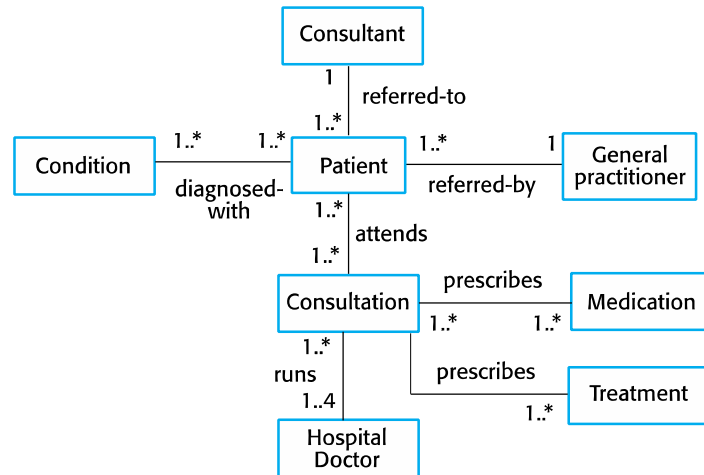 Consultant
1
referred-to
1..*
1..*
1..*
1..*
1
Condition
Patient
General
practitioner
diagnosed-
with
referred-by
1..*
attends
1..*
Consultation
prescribes
Medication
1..*
1..*
1..*
runs
prescribes
Treatment
1..4
1..*
Hospital
Doctor